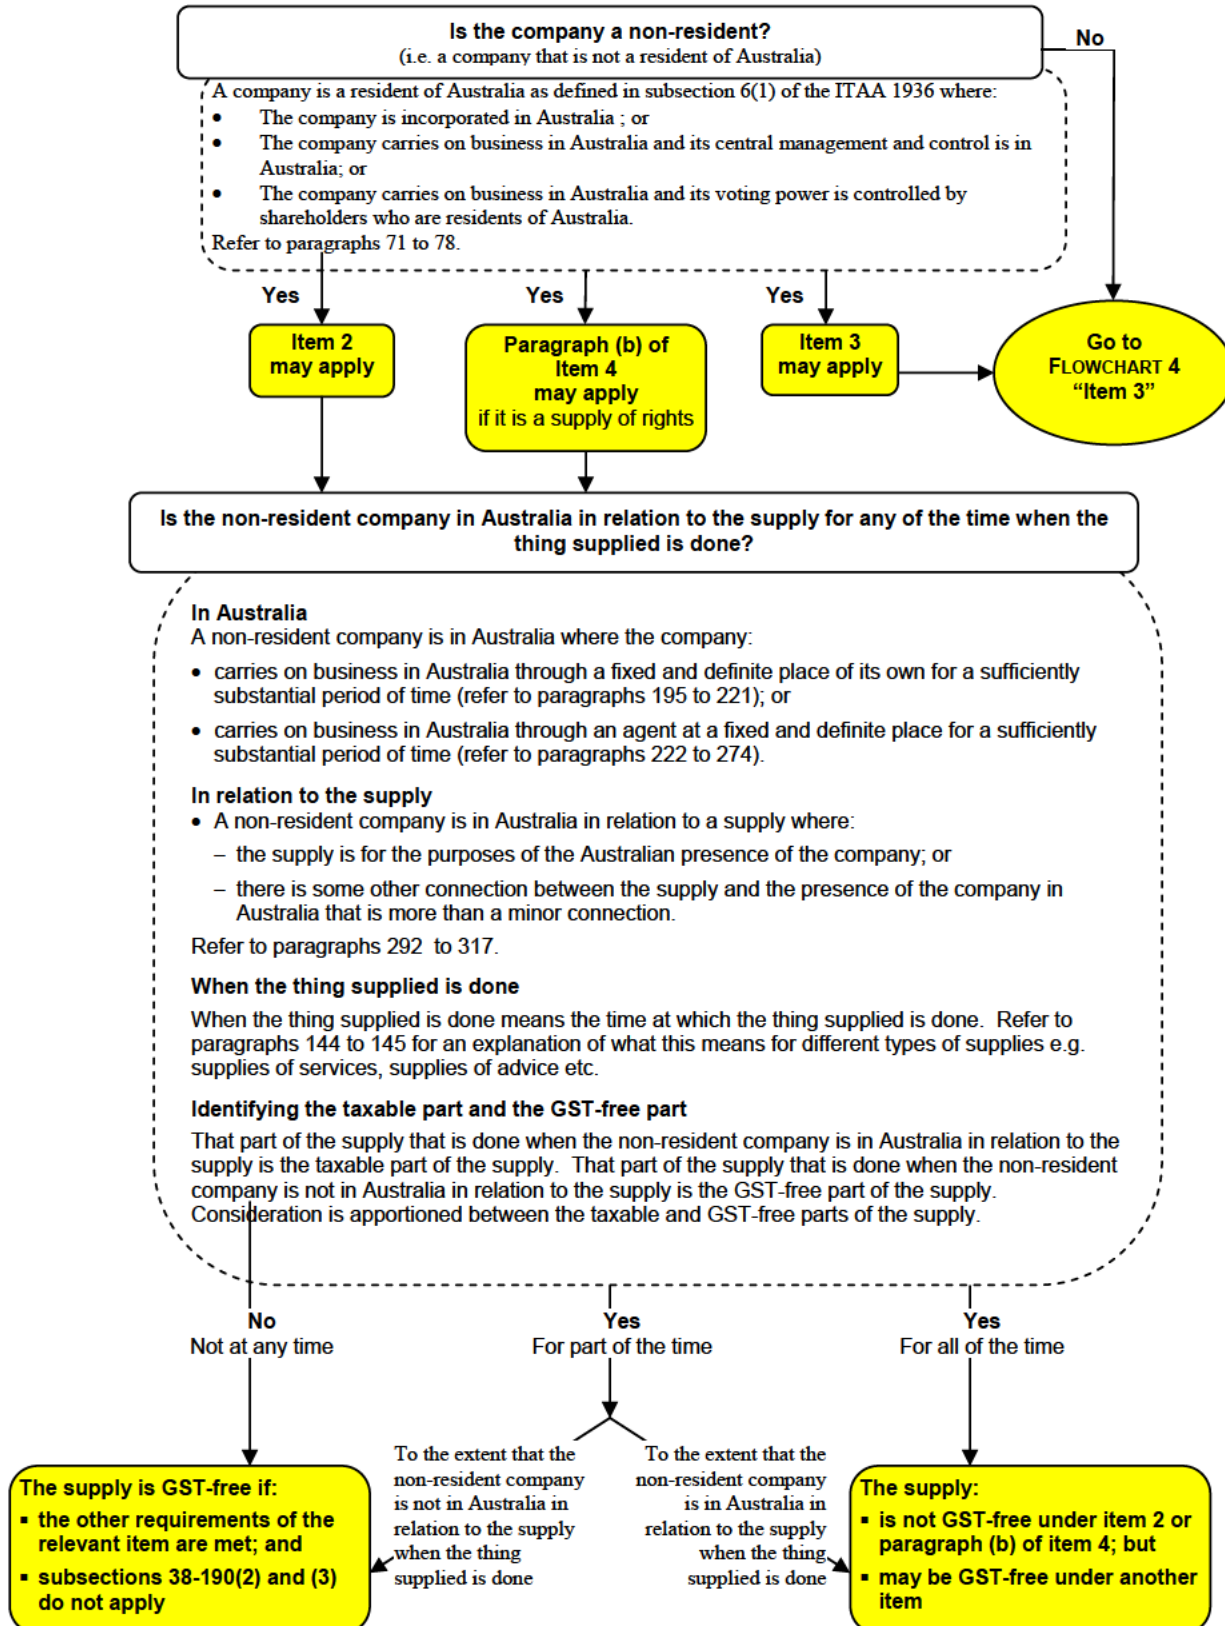 Is the company a non-resident?
(i.e. a company that is not a resident of Australia)
No
A company is a resident of Australia as defined in subsection 6(1) of the ITAA 1936 where:
• The company is incorporated in Australia ; or
• The company carries on business in Australia and its central management and control is in
Australia; or
• The company carries on business in Australia and its voting power is controlled by
shareholders who are residents of Australia.
Refer to paragraphs 71 to 78.
Yes
Yes
Yes
Item 2
may apply
Paragraph (b) of
Item 4
may apply
if it is a supply of rights
Item 3
may apply
Go to
FLOWCHART 4
“Item 3”
Is the non-resident company in Australia in relation to the supply for any of the time when the
thing supplied is done?
In Australia
A non-resident company is in Australia where the company:
• carries on business in Australia through a fixed and definite place of its own for a sufficiently
substantial period of time (refer to paragraphs 195 to 221); or
• carries on business in Australia through an agent at a fixed and definite place for a sufficiently
substantial period of time (refer to paragraphs 222 to 274).
In relation to the supply
• A non-resident company is in Australia in relation to a supply where:
– the supply is for the purposes of the Australian presence of the company; or
– there is some other connection between the supply and the presence of the company in
Australia that is more than a minor connection.
Refer to paragraphs 292 to 317.
When the thing supplied is done
When the thing supplied is done means the time at which the thing supplied is done. Refer to
paragraphs 144 to 145 for an explanation of what this means for different types of supplies e.g.
supplies of services, supplies of advice etc.
Identifying the taxable part and the GST-free part
That part of the supply that is done when the non-resident company is in Australia in relation to the
supply is the taxable part of the supply. That part of the supply that is done when the non-resident
company is not in Australia in relation to the supply is the GST-free part of the supply.
Consideration is apportioned between the taxable and GST-free parts of the supply.
No
Not at any time
Yes
For part of the time
Yes
For all of the time
The supply is GST-free if:
▪ the other requirements of the
relevant item are met; and
▪ subsections 38-190(2) and (3)
do not apply
To the extent that the
non-resident company
is not in Australia in
relation to the supply
when the thing
supplied is done
To the extent that the
non-resident company
is in Australia in
relation to the supply
when the thing
supplied is done
The supply:
▪ is not GST-free under item 2 or
paragraph (b) of item 4; but
▪ may be GST-free under another
item